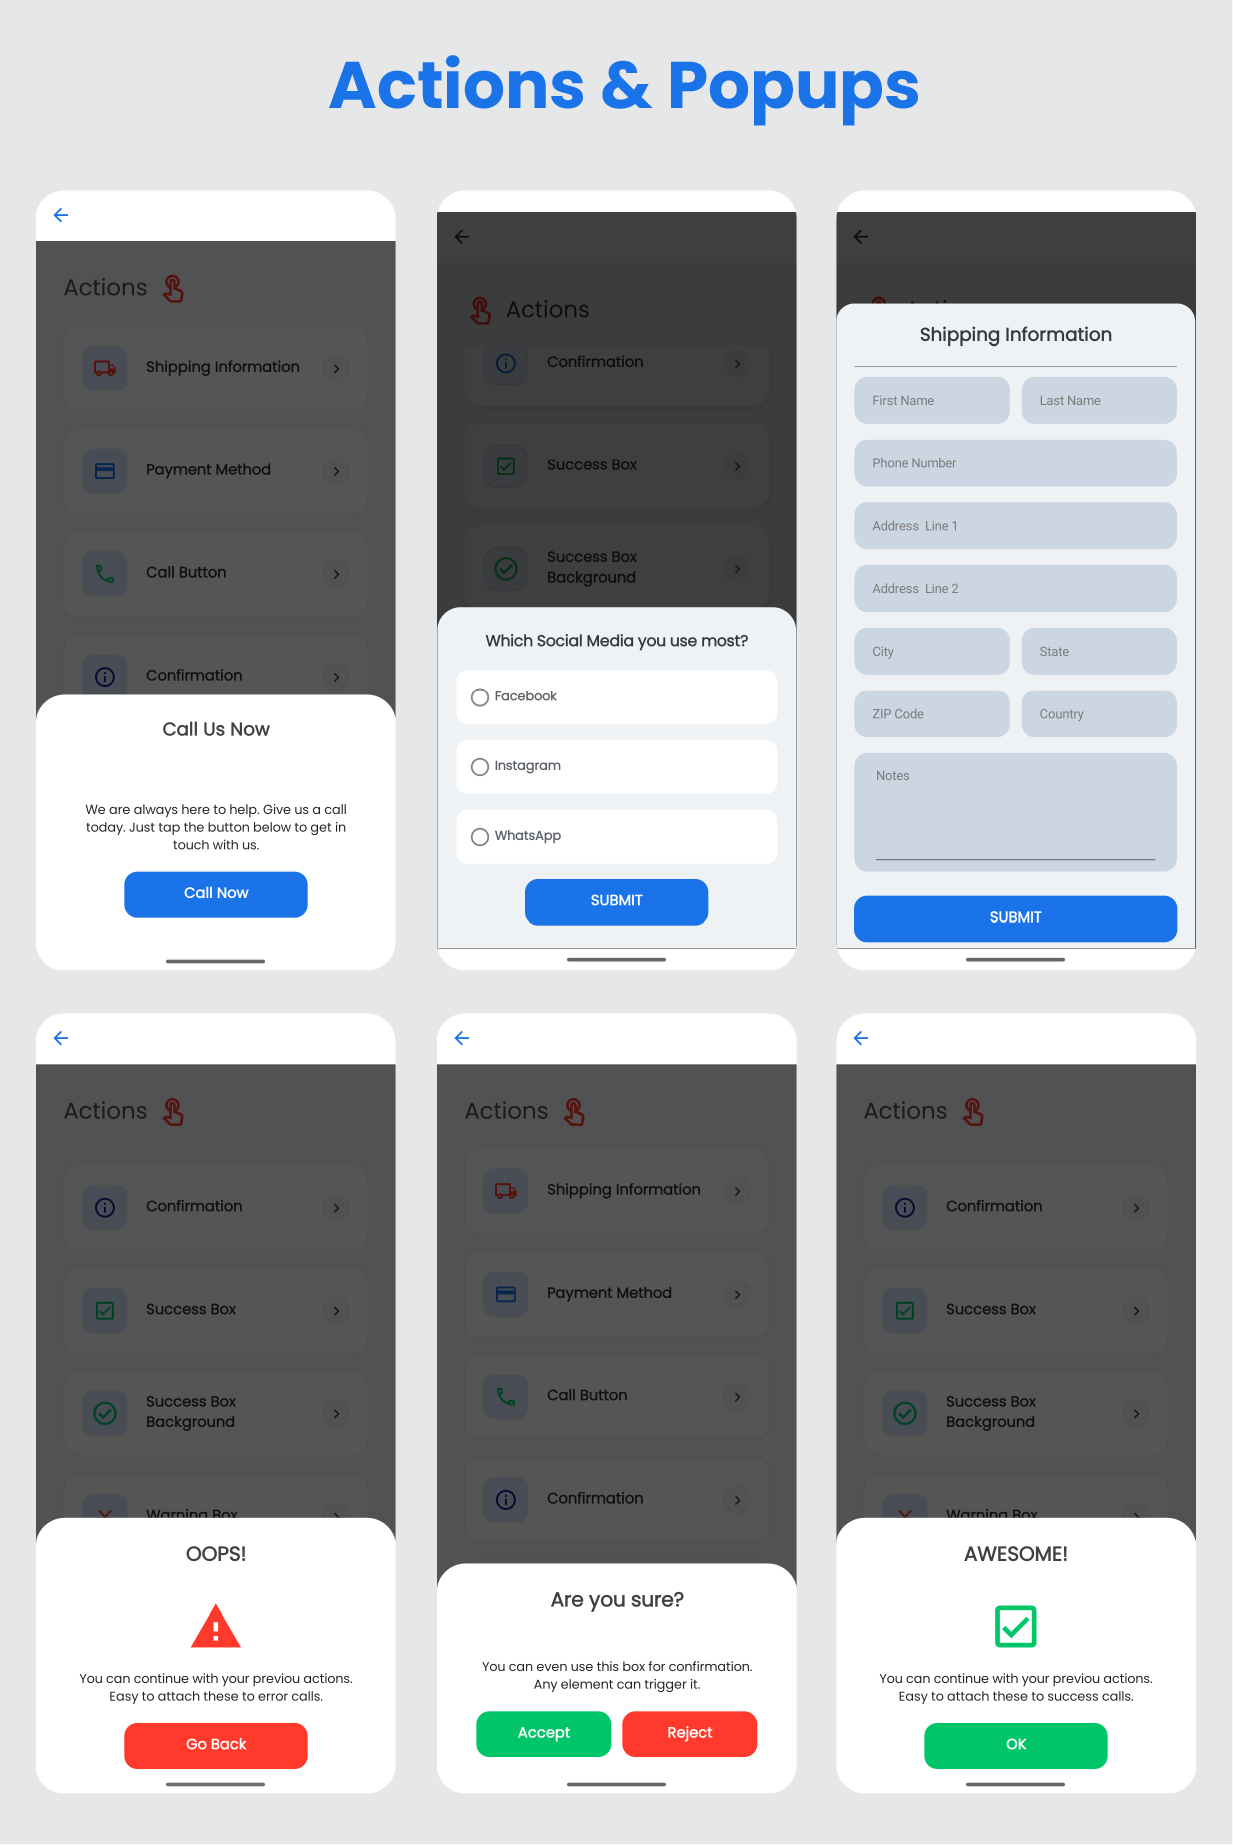 Actions & Popups
Actions
Shipping Information
Payment Method
Call Button
Confirmation
Call Us Now
We are always here to help. Give us a call
today. Just tap the button below to get in
touch with us.
Call Now
Actions
Confirmation
Success Box
Success Box
Background
Which Social Media you use most?
Facebook
Instagram
WhatsApp
SUBMIT
Shipping Information
First Name
Last Name
Phone Number
Address Line 1
Address Line 2
City
State
ZIP Code
Country
Notes
SUBMIT
Actions
Confirmation
Success Box
Success Box
Background
Warning Box
OOPS!
You can continue with your previou actions.
Easy to attach these to error calls.
Go Back
Actions
Shipping Information
Payment Method
Call Button
Confirmation
Are you sure?
You can even use this box for confirmation.
Any element can trigger it.
Accept
Reject
Actions
Confirmation
Success Box
Success Box
Background
Warning Box
AWESOME!
You can continue with your previou actions.
Easy to attach these to success calls.
OK